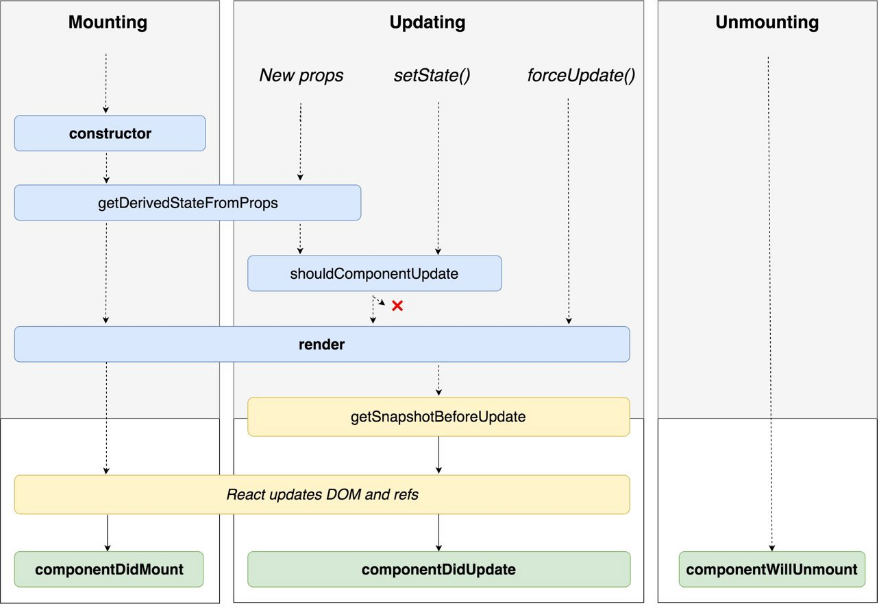 Mounting
Updating
Unmounting
New props
setState()
forceUpdate()
constructor
getDerivedStateFromProps
shouldComponentUpdate
render
getSnapshotBeforeUpdate
React updates DOM and refs
componentDidMount
componentDidUpdate
componentWillUnmount